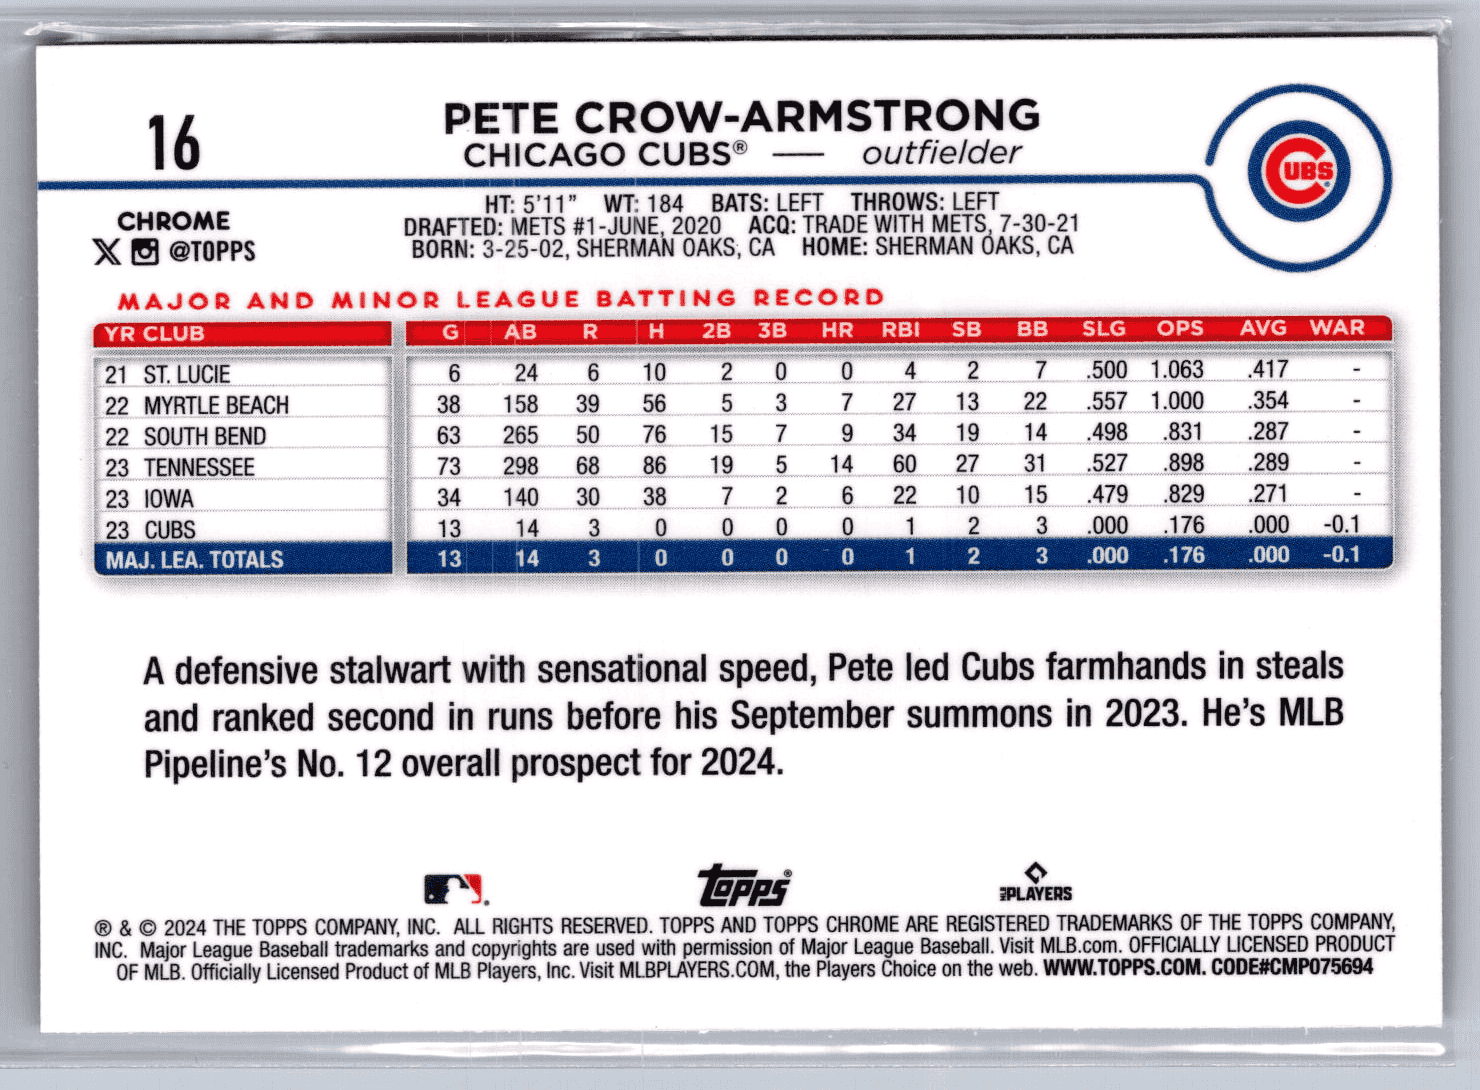 16
PETE CROW-ARMSTRONG
CHICAGO CUBS® — outfielder
CUBS®
CHROME
X @TOPPS
HT: 5'11" WT: 184 BATS: LEFT THROWS: LEFT
DRAFTED: METS #1-JUNE, 2020 ACQ: TRADE WITH METS, 7-30-21
BORN: 3-25-02, SHERMAN OAKS, CA HOME: SHERMAN OAKS, CA
MAJOR AND MINOR LEAGUE BATTING RECORD
YR CLUB G AB R H 2B 3B HR RBI SB BB SLG OPS AVG WAR
21 ST. LUCIE 6 24 6 10 2 0 0 4 2 7 .500 1.063 .417 -
22 MYRTLE BEACH 38 158 39 56 5 3 7 27 13 22 .557 1.000 .354 -
22 SOUTH BEND 63 265 50 76 15 7 9 34 19 14 .498 .831 .287 -
23 TENNESSEE 73 298 68 86 19 5 14 60 27 31 .527 .898 .289 -
23 IOWA 34 140 30 38 7 2 6 22 10 15 .479 .829 .271 -
23 CUBS 13 14 3 0 0 0 0 1 2 3 .000 .176 .000 -0.1
MAJ. LEA. TOTALS 13 14 3 0 0 0 0 1 2 3 .000 .176 .000 -0.1
A defensive stalwart with sensational speed, Pete led Cubs farmhands in steals
and ranked second in runs before his September summons in 2023. He's MLB
Pipeline's No. 12 overall prospect for 2024.
Topps®
MLB PLAYERS
® & © 2024 THE TOPPS COMPANY, INC. ALL RIGHTS RESERVED. TOPPS AND TOPPS CHROME ARE REGISTERED TRADEMARKS OF THE TOPPS COMPANY,
INC. Major League Baseball trademarks and copyrights are used with permission of Major League Baseball. Visit MLB.com. OFFICIALLY LICENSED PRODUCT
OF MLB. Officially Licensed Product of MLB Players, Inc. Visit MLBPLAYERS.COM, the Players Choice on the web. WWW.TOPPS.COM. CODE#CMP075694